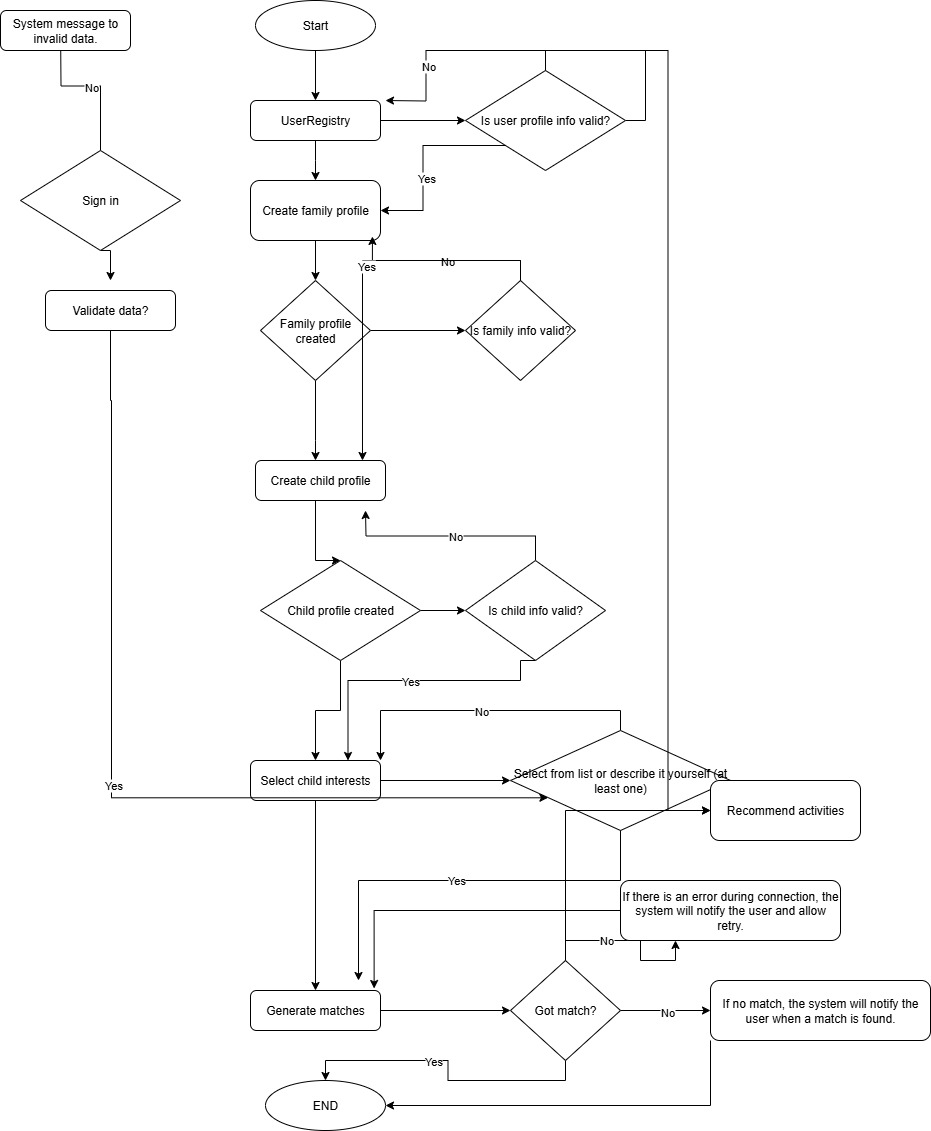 System message to
invalid data.
Start
No
No
UserRegistry
Is user profile info valid?
Yes
Sign in
Create family profile
Yes
No
Validate data?
Family profile
created
Is family info valid?
Create child profile
No
Child profile created
Is child info valid?
Yes
No
Select child interests
Select from list or describe it yourself (at
least one)
Yes
Recommend activities
Yes
If there is an error during connection, the
system will notify the user and allow
retry.
No
Generate matches
Got match?
No
If no match, the system will notify the
user when a match is found.
Yes
END